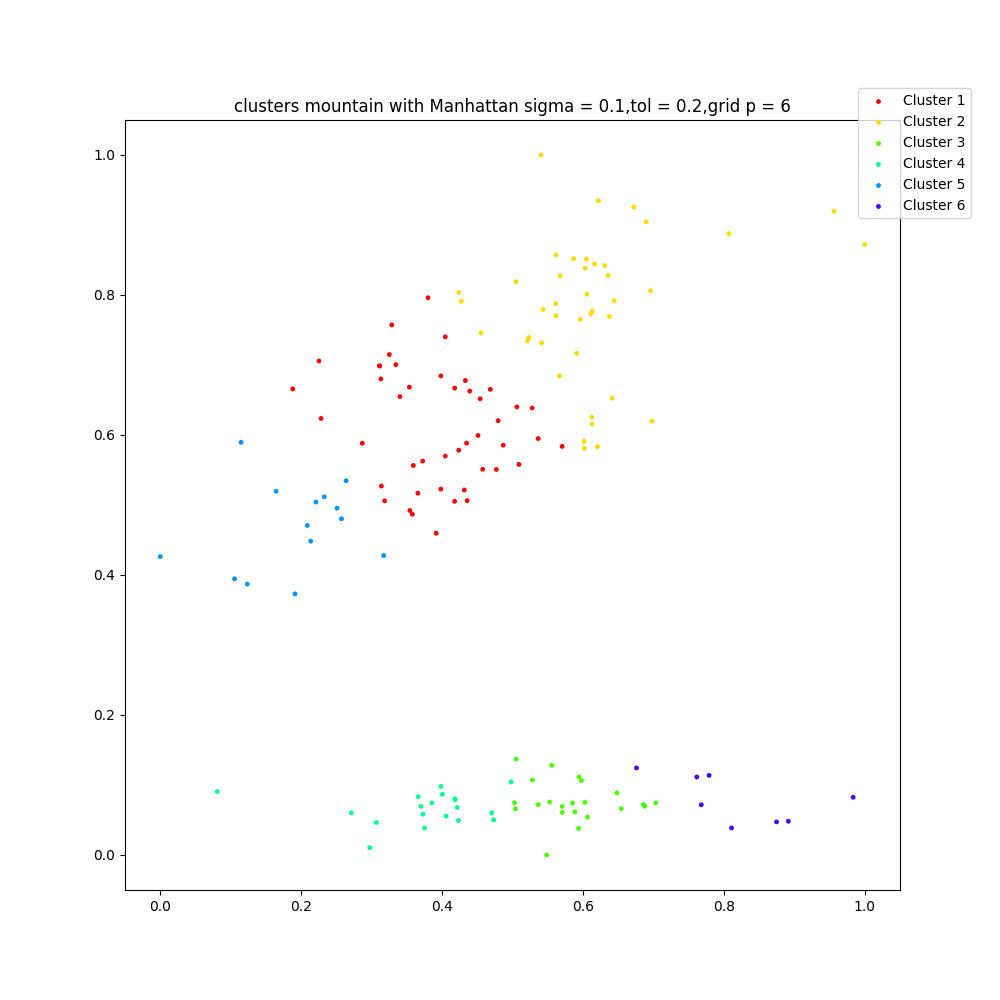 clusters mountain with Manhattan sigma = 0.1,tol = 0.2,grid p = 6
Cluster 1
Cluster 2
Cluster 3
Cluster 4
Cluster 5
Cluster 6
1.0
0.8
0.6
0.4
0.2
0.0
0.0 0.2 0.4 0.6 0.8 1.0